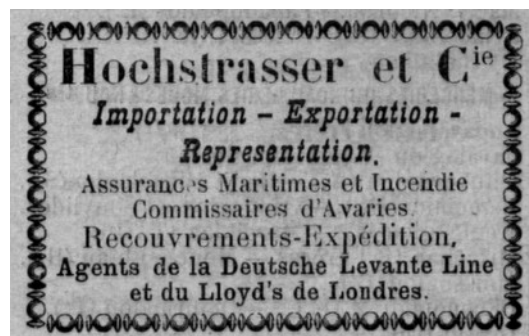 Hochstrasser et Cie
Importation – Exportation -
Representation.
Assurances Maritimes et Incendie
Commissaires d'Avaries.
Recouvrements-Expédition,
Agents de la Deutsche Levante Line
et du Lloyd's de Londres.